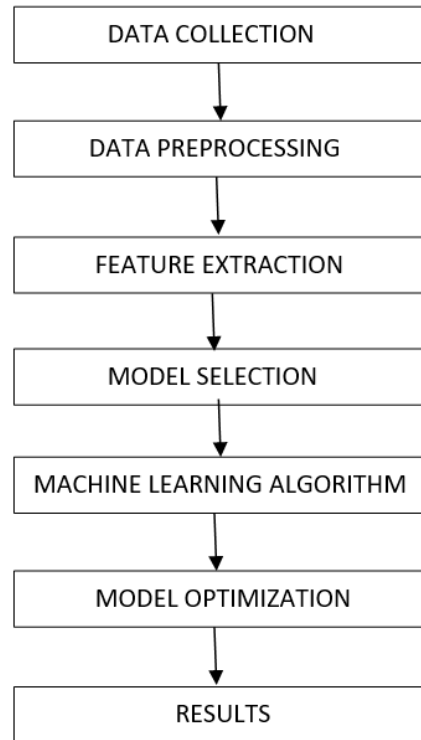 DATA COLLECTION
DATA PREPROCESSING
FEATURE EXTRACTION
MODEL SELECTION
MACHINE LEARNING ALGORITHM
MODEL OPTIMIZATION
RESULTS